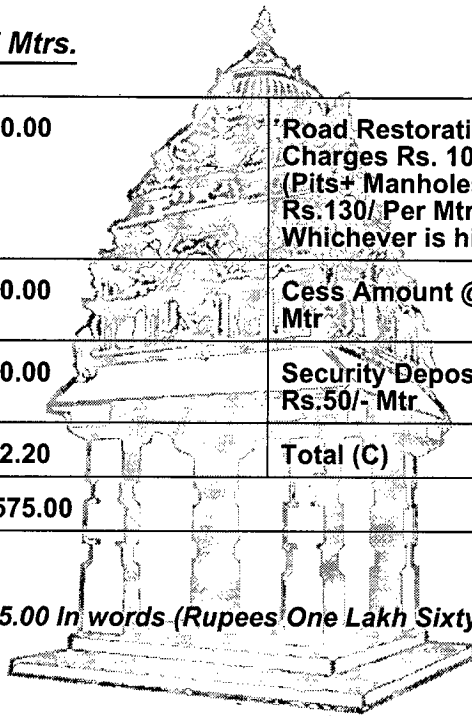 Mtrs.
0.00
Road Restorati
Charges Rs. 10
(Pits+ Manhole
Rs.130/ Per Mtr
Whichever is hi
0.00
Cess Amount @
Mtr
0.00
Security Depos
Rs.50/- Mtr
2.20
Total (C)
575.00
5.00 In words (Rupees One Lakh Sixty